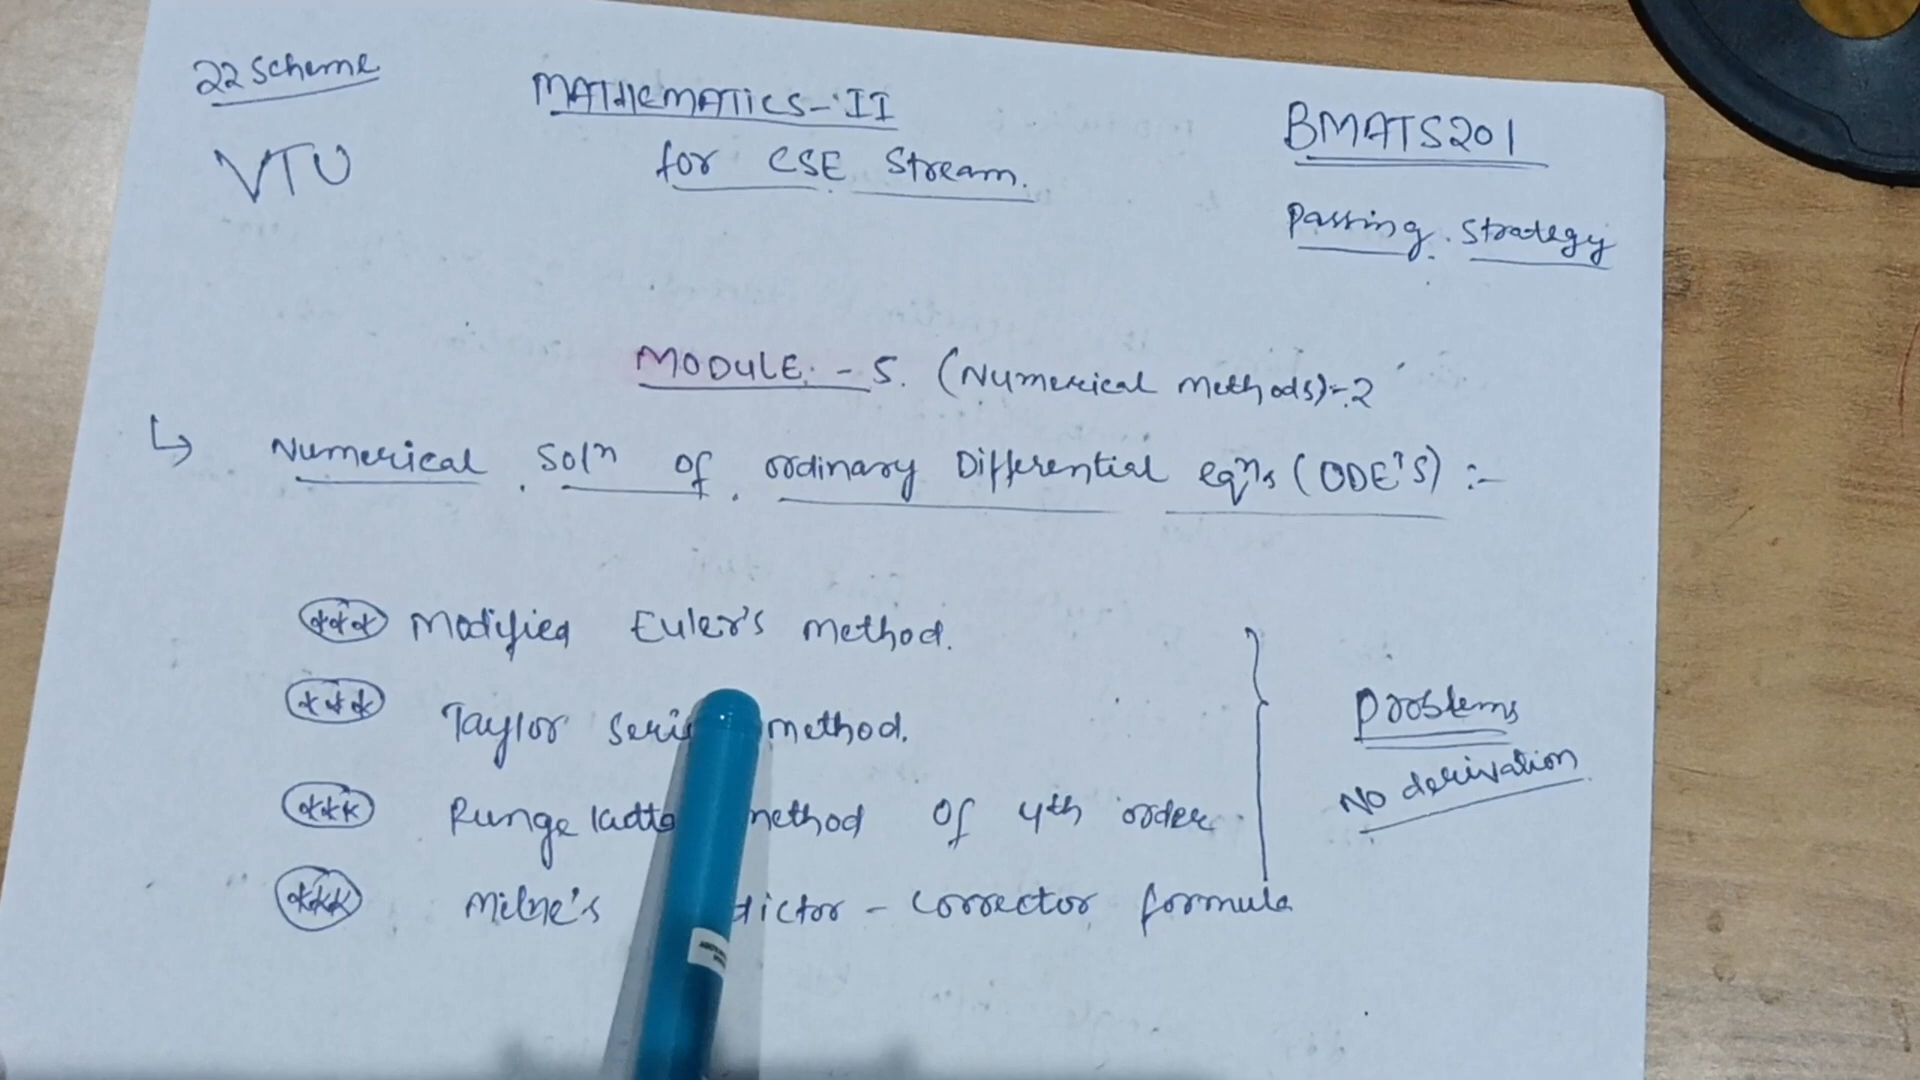 22 Scheme
VTU
MATHEMATICS-II
for CSE Stream.
BMATS201
Passing. Strategy
MODULE. - 5. (Numerical methods)-2
↳ Numerical Solⁿ of ordinary Differential eqⁿs (ODE'S) :-
*** Modified Euler's method.
*** Taylor method.
*** Runge method of 4th order.
*** Milne's - corrector formula
Problems
No derivation